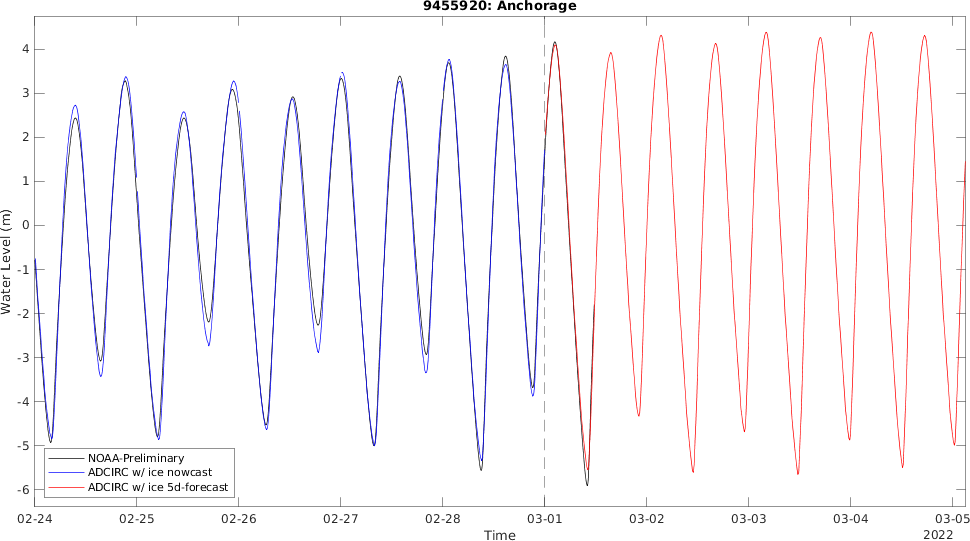 9455920: Anchorage
Water Level (m)
4
3
2
1
0
-1
-2
-3
-4
-5
-6
NOAA-Preliminary
ADCIRC w/ ice nowcast
ADCIRC w/ ice 5d-forecast
02-24 02-25 02-26 02-27 02-28 03-01 03-02 03-03 03-04 03-05
Time
2022